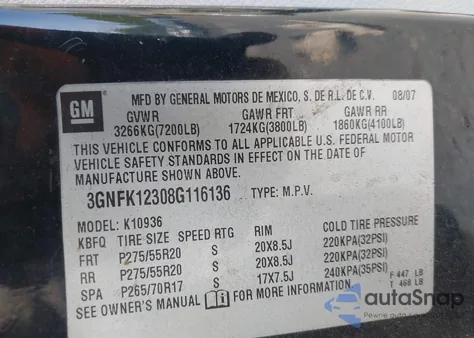 GM
MFD BY GENERAL MOTORS DE MEXICO, S. DE R.L. DE C.V. 08/07
GVWR GAWR FRT GAWR RR
3266KG(7200LB) 1724KG(3800LB) 1860KG(4100LB)
THIS VEHICLE CONFORMS TO ALL APPLICABLE U.S. FEDERAL MOTOR
VEHICLE SAFETY STANDARDS IN EFFECT ON THE DATE OF
MANUFACTURE SHOWN ABOVE.
3GNFK12308G116136 TYPE: M.P.V.
MODEL: K10936
KBFQ TIRE SIZE SPEED RTG RIM COLD TIRE PRESSURE
FRT P275/55R20 S 20X8.5J 220KPA(32PSI)
RR P275/55R20 S 20X8.5J 220KPA(32PSI)
SPA P265/70R17 S 17X7.5J 240KPA(35PSI)
SEE OWNER'S MANUAL FOR MORE INFORMATION.
F 447 LB
T 468 LB
autoSnap